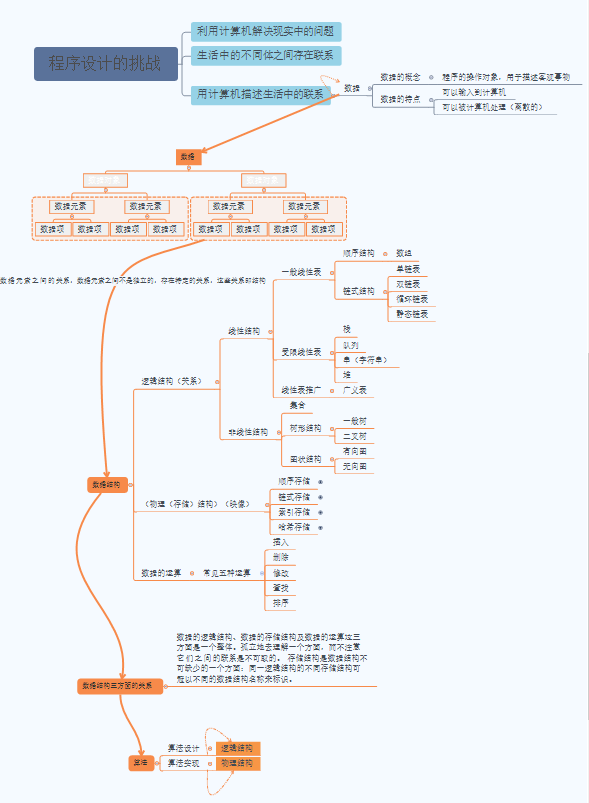 程序设计的挑战
利用计算机解决现实中的问题
生活中的不同体之间存在联系
用计算机描述生活中的联系
数据
数据的概念
程序的操作对象，用于描述客观事物
数据的特点
可以输入到计算机
可以被计算机处理（离散的）
数据
数据元素
数据元素
数据元素
数据元素
数据项
数据项
数据项
数据项
数据项
数据项
数据项
数据项
数据元素之间的关系，数据元素之间不是独立的，存在特定的关系，这些关系即结构
数据结构
逻辑结构（关系）
线性结构
一般线性表
顺序结构
数组
链式结构
单链表
双链表
循环链表
静态链表
受限线性表
栈
队列
串（字符串）
堆
线性表推广
广义表
非线性结构
集合
树形结构
一般树
二叉树
图状结构
有向图
无向图
（物理（存储）结构）（映像）
顺序存储
链式存储
索引存储
哈希存储
数据的运算
常见五种运算
插入
删除
修改
查找
排序
数据结构三方面的关系
数据的逻辑结构、数据的存储结构及数据的运算这三
方面是一个整体。孤立地去理解一个方面，而不注意
它们之间的联系是不可取的。 存储结构是数据结构不
可缺少的一个方面：同一逻辑结构的不同存储结构可
冠以不同的数据结构名称来标识。
算法
算法设计
逻辑结构
算法实现
物理结构